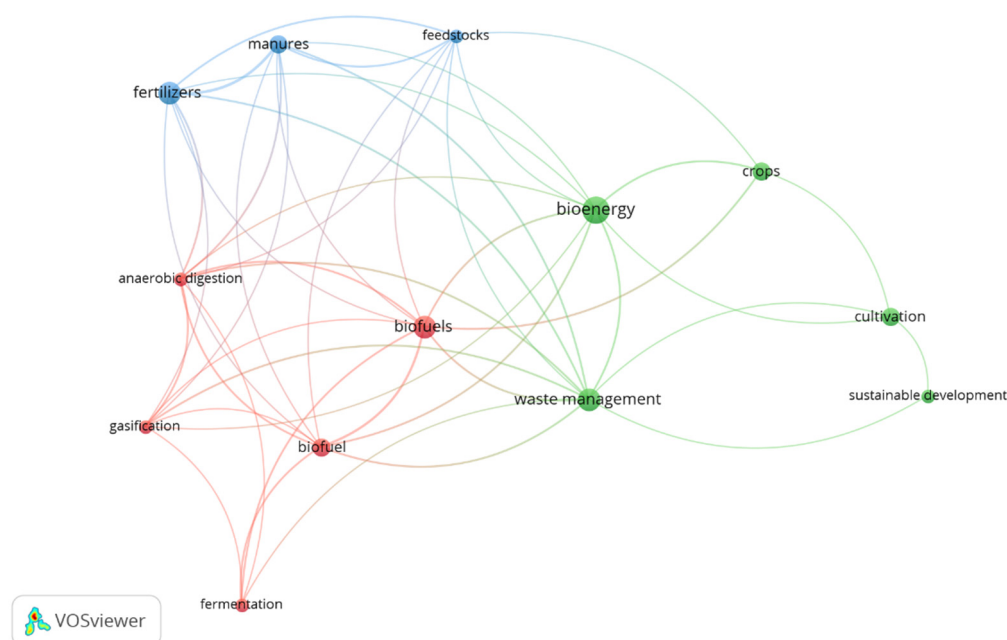 feedstocks
manures
fertilizers
crops
bioenergy
anaerobic digestion
cultivation
biofuels
sustainable development
waste management
gasification
biofuel
fermentation
VOSviewer